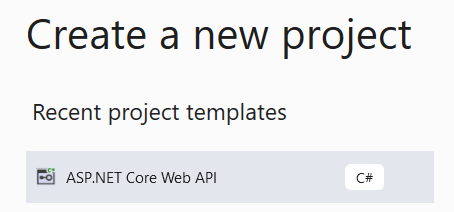 Create a new project
Recent project templates
ASP.NET Core Web API C#